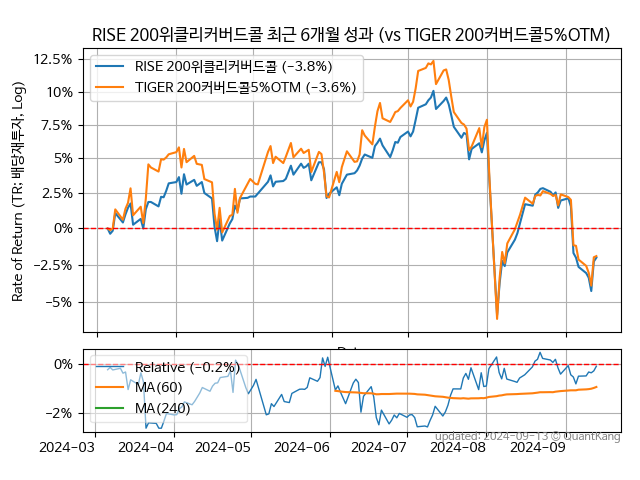 RISE 200위클리커버드콜 최근 6개월 성과 (vs TIGER 200커버드콜5%OTM)
Rate of Return (TR: 배당재투자, Log)
RISE 200위클리커버드콜 (−3.8%)
TIGER 200커버드콜5%OTM (−3.6%)
12.5%
10%
7.5%
5%
2.5%
0%
−2.5%
−5%
Relative (−0.2%)
MA(60)
MA(240)
0%
−2%
2024−03
2024−04
2024−05
2024−06
2024−07
2024−08
2024−09
updated: 2024−09−13 © QuantKang